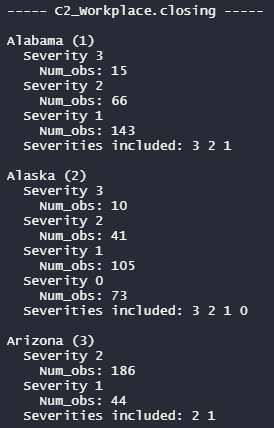 ----- C2_Workplace.closing -----
Alabama (1)
Severity 3
Num_obs: 15
Severity 2
Num_obs: 66
Severity 1
Num_obs: 143
Severities included: 3 2 1
Alaska (2)
Severity 3
Num_obs: 10
Severity 2
Num_obs: 41
Severity 1
Num_obs: 105
Severity 0
Num_obs: 73
Severities included: 3 2 1 0
Arizona (3)
Severity 2
Num_obs: 186
Severity 1
Num_obs: 44
Severities included: 2 1